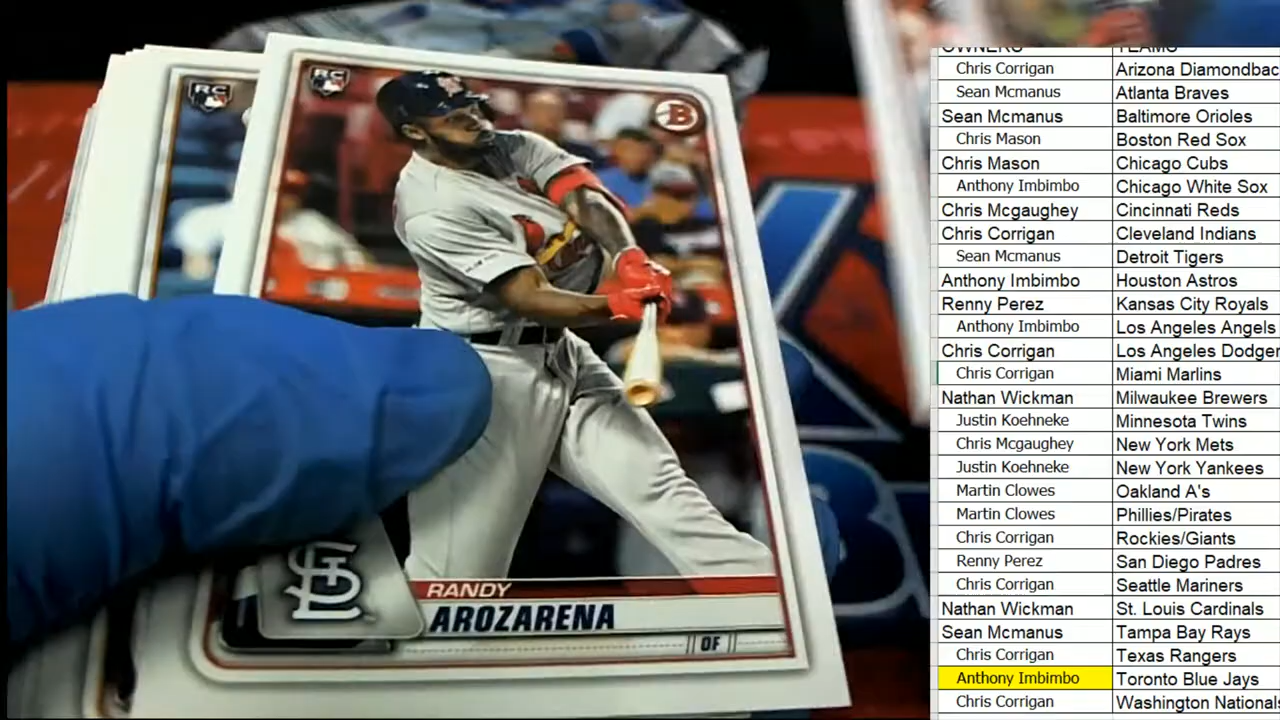 RC
RC
B
STL
RANDY
AROZARENA
OF
OWNERS TEAMS
Chris Corrigan Arizona Diamondbac
Sean Mcmanus Atlanta Braves
Sean Mcmanus Baltimore Orioles
Chris Mason Boston Red Sox
Chris Mason Chicago Cubs
Anthony Imbimbo Chicago White Sox
Chris Mcgaughey Cincinnati Reds
Chris Corrigan Cleveland Indians
Sean Mcmanus Detroit Tigers
Anthony Imbimbo Houston Astros
Renny Perez Kansas City Royals
Anthony Imbimbo Los Angeles Angels
Chris Corrigan Los Angeles Dodger
Chris Corrigan Miami Marlins
Nathan Wickman Milwaukee Brewers
Justin Koehneke Minnesota Twins
Chris Mcgaughey New York Mets
Justin Koehneke New York Yankees
Martin Clowes Oakland A's
Martin Clowes Phillies/Pirates
Chris Corrigan Rockies/Giants
Renny Perez San Diego Padres
Chris Corrigan Seattle Mariners
Nathan Wickman St. Louis Cardinals
Sean Mcmanus Tampa Bay Rays
Chris Corrigan Texas Rangers
Anthony Imbimbo Toronto Blue Jays
Chris Corrigan Washington Nationals